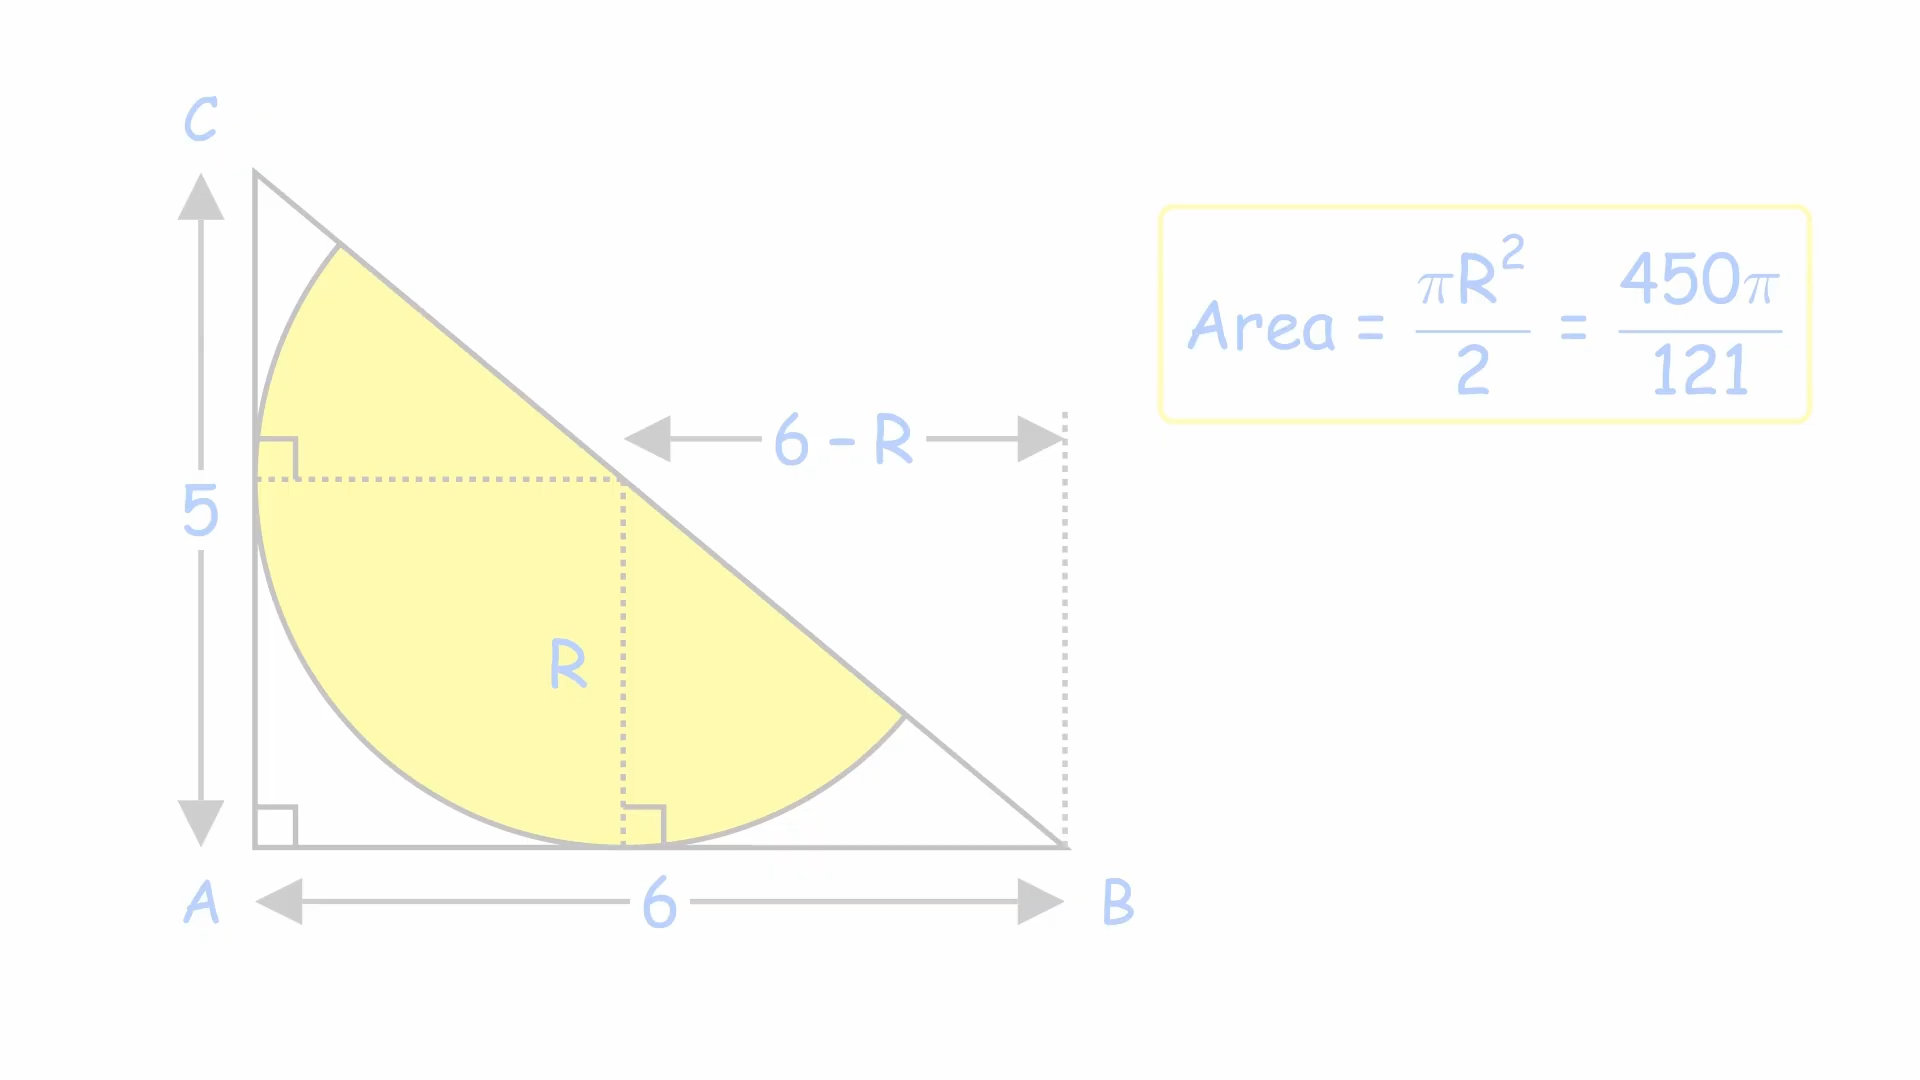 C
Area = πR²/2 = 450π/121
6 – R
5
R
A
6
B